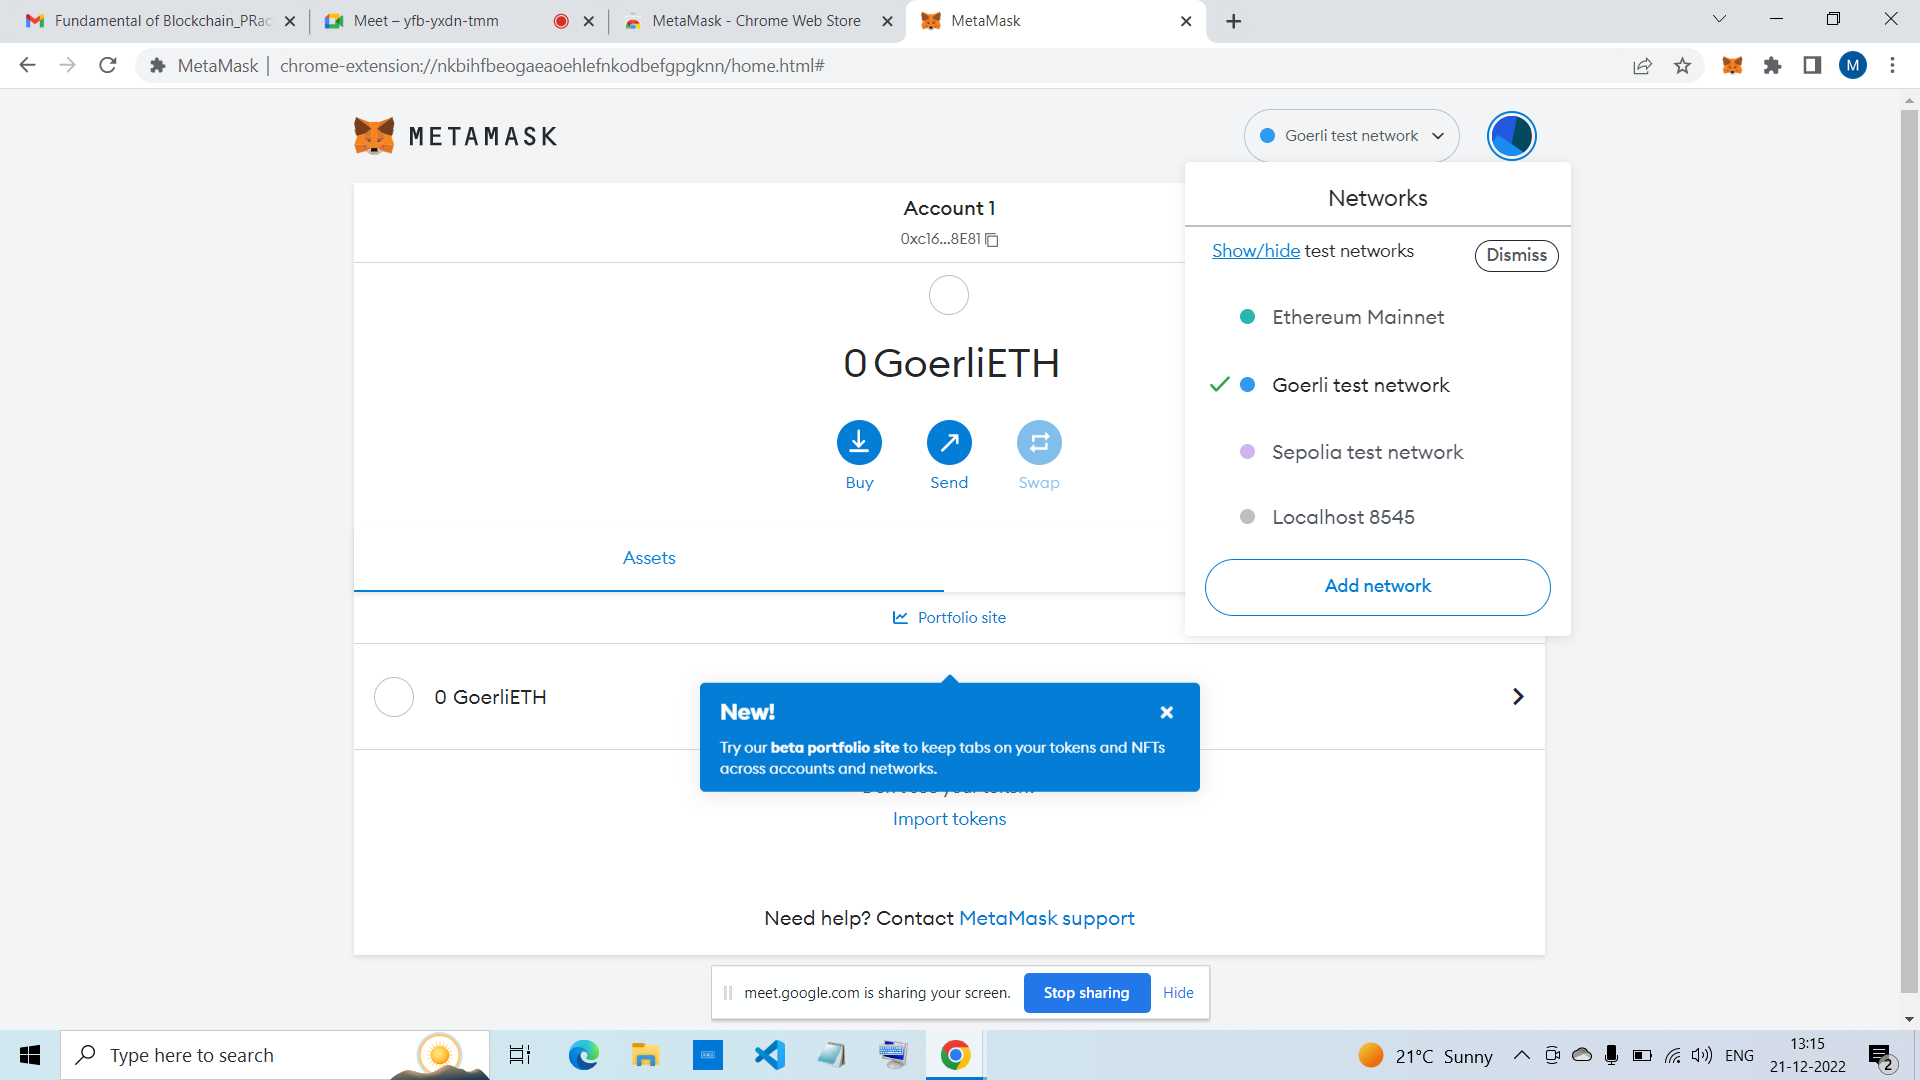 Fundamental of Blockchain_PRac
Meet – yfb-yxdn-tmm
MetaMask - Chrome Web Store
MetaMask
MetaMask | chrome-extension://nkbihfbeogaeaoehlefnkodbefgpgknn/home.html#
M
METAMASK
Goerli test network
Networks
Show/hide test networks
Dismiss
Ethereum Mainnet
Goerli test network
Sepolia test network
Localhost 8545
Add network
Account 1
0xc16...8E81
0 GoerliETH
Buy
Send
Swap
Assets
Portfolio site
0 GoerliETH
New!
Try our beta portfolio site to keep tabs on your tokens and NFTs
across accounts and networks.
Don't see your token?
Import tokens
Need help? Contact MetaMask support
meet.google.com is sharing your screen.
Stop sharing
Hide
Type here to search
21°C Sunny
ENG
13:15
21-12-2022
2